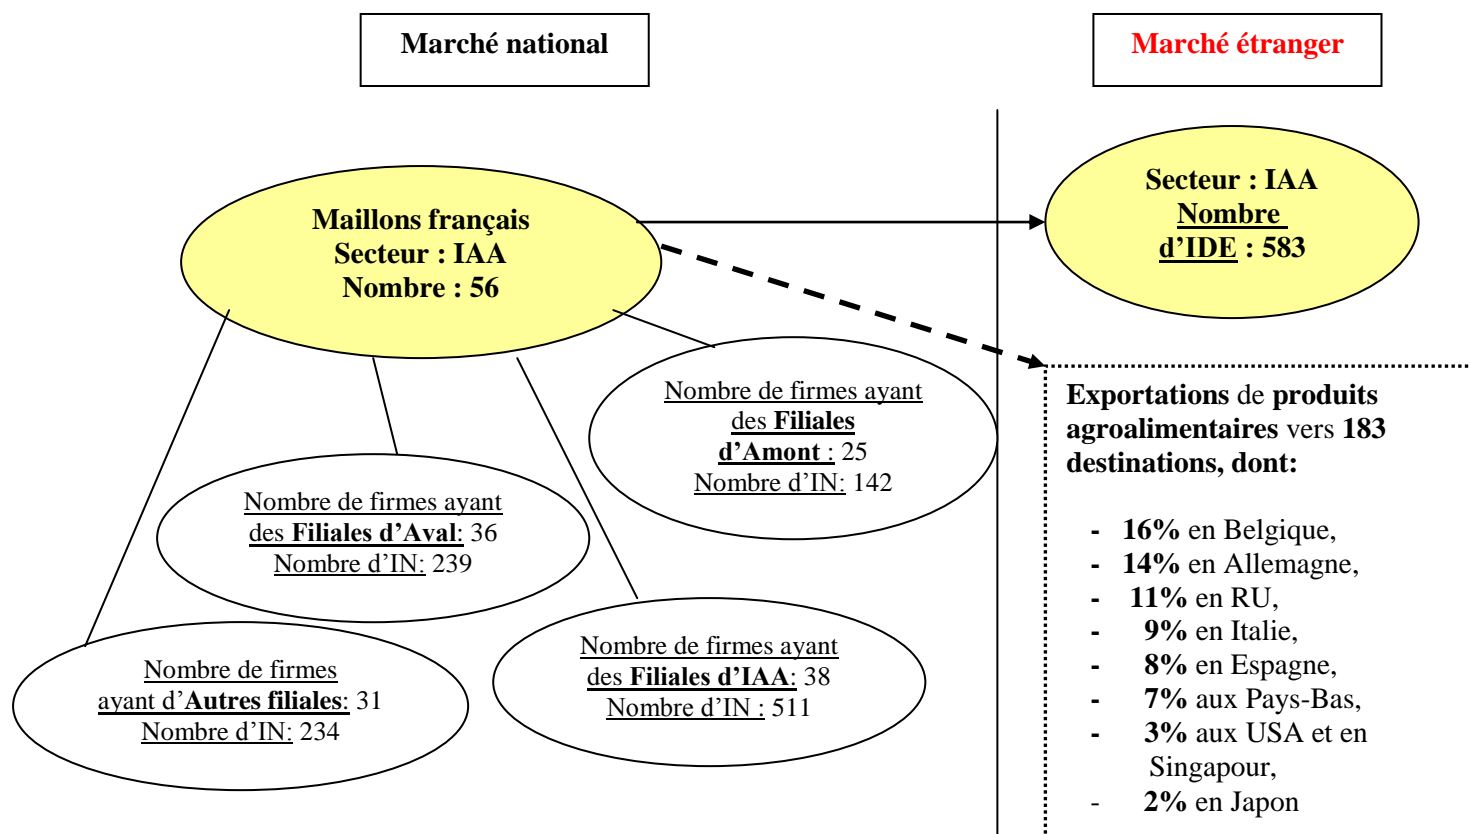 Marché national
Marché étranger
Maillons français
Secteur : IAA
Nombre : 56
Secteur : IAA
Nombre
d’IDE : 583
Nombre de firmes ayant
des Filiales
d’Amont : 25
Nombre d’IN: 142
Nombre de firmes ayant
des Filiales d’Aval: 36
Nombre d’IN: 239
Nombre de firmes ayant
des Filiales d’IAA: 38
Nombre d’IN : 511
Nombre de firmes
ayant d’Autres filiales: 31
Nombre d’IN: 234
Exportations de produits
agroalimentaires vers 183
destinations, dont:
- 16% en Belgique,
- 14% en Allemagne,
- 11% en RU,
- 9% en Italie,
- 8% en Espagne,
- 7% aux Pays-Bas,
- 3% aux USA et en
Singapour,
- 2% en Japon